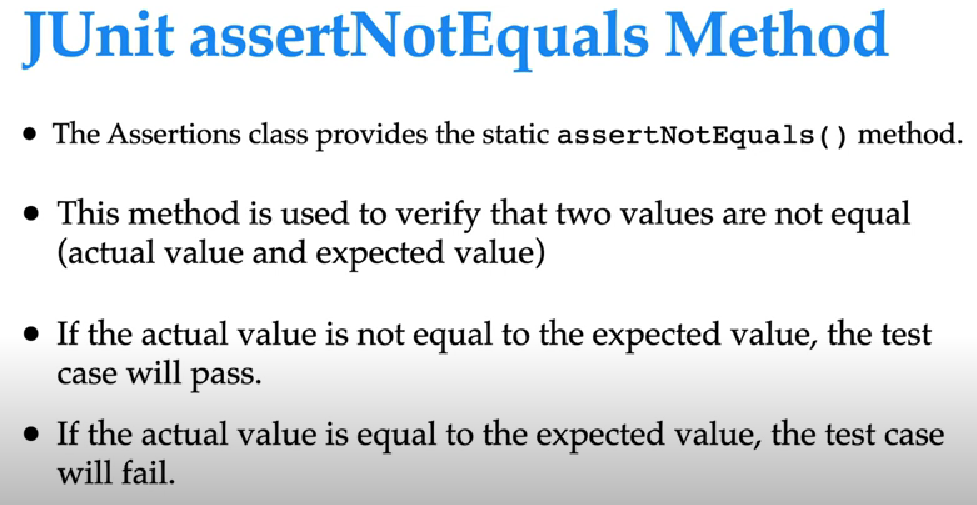 JUnit assertNotEquals Method
• The Assertions class provides the static assertNotEquals() method.
• This method is used to verify that two values are not equal
(actual value and expected value)
• If the actual value is not equal to the expected value, the test
case will pass.
• If the actual value is equal to the expected value, the test case
will fail.